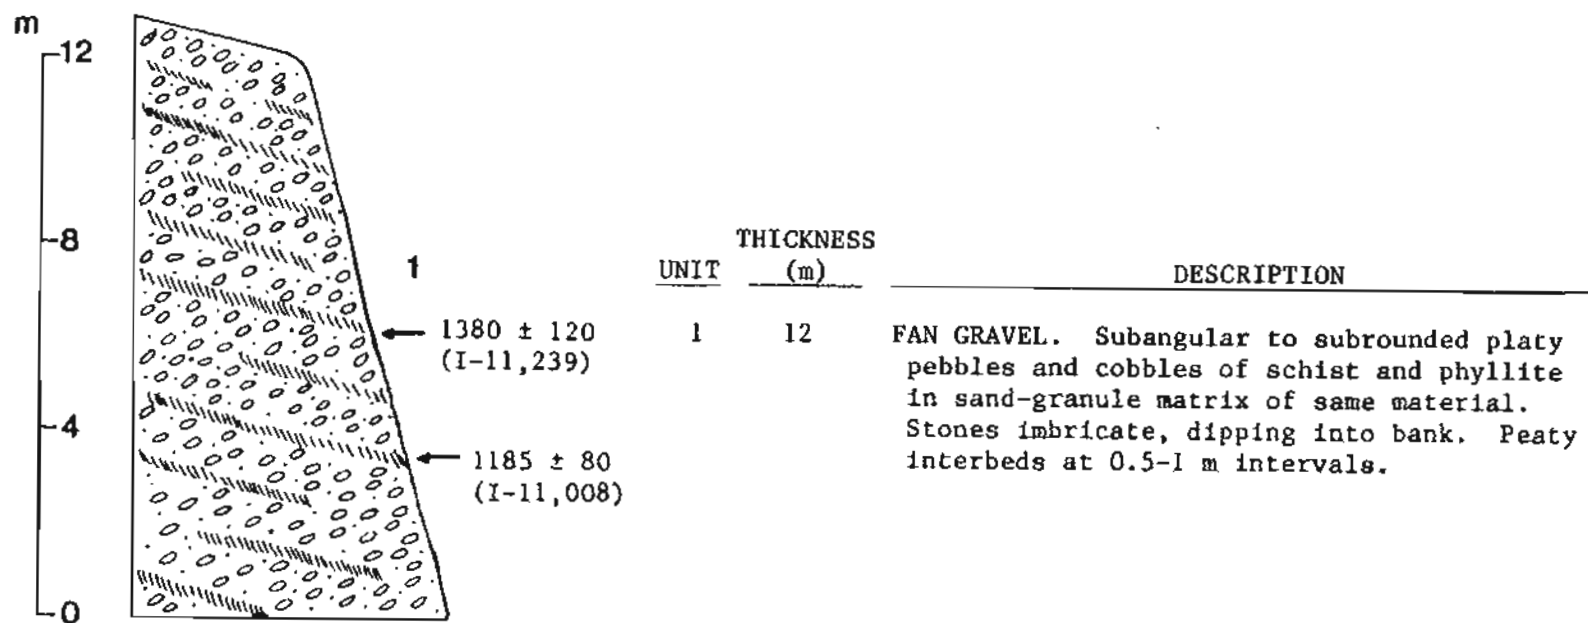 m
12
8
4
0
1
1380 ± 120
(I-11,239)
1185 ± 80
(I-11,008)
UNIT THICKNESS (m) DESCRIPTION
1 12 FAN GRAVEL. Subangular to subrounded platy
pebbles and cobbles of schist and phyllite
in sand-granule matrix of same material.
Stones imbricate, dipping into bank. Peaty
interbeds at 0.5-1 m intervals.